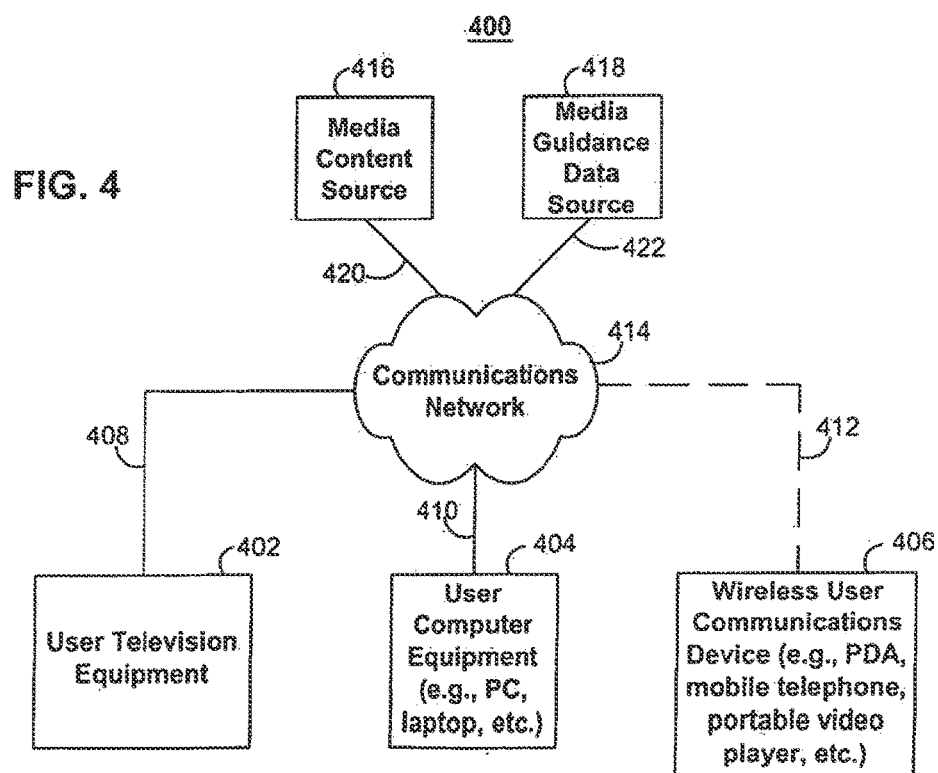 400
416
418
Media
Content
Source
Media
Guidance
Data
Source
FIG. 4
420
422
414
Communications
Network
408
412
410
402
404
406
User Television
Equipment
User
Computer
Equipment
(e.g., PC,
laptop, etc.)
Wireless User
Communications
Device (e.g., PDA,
mobile telephone,
portable video
player, etc.)